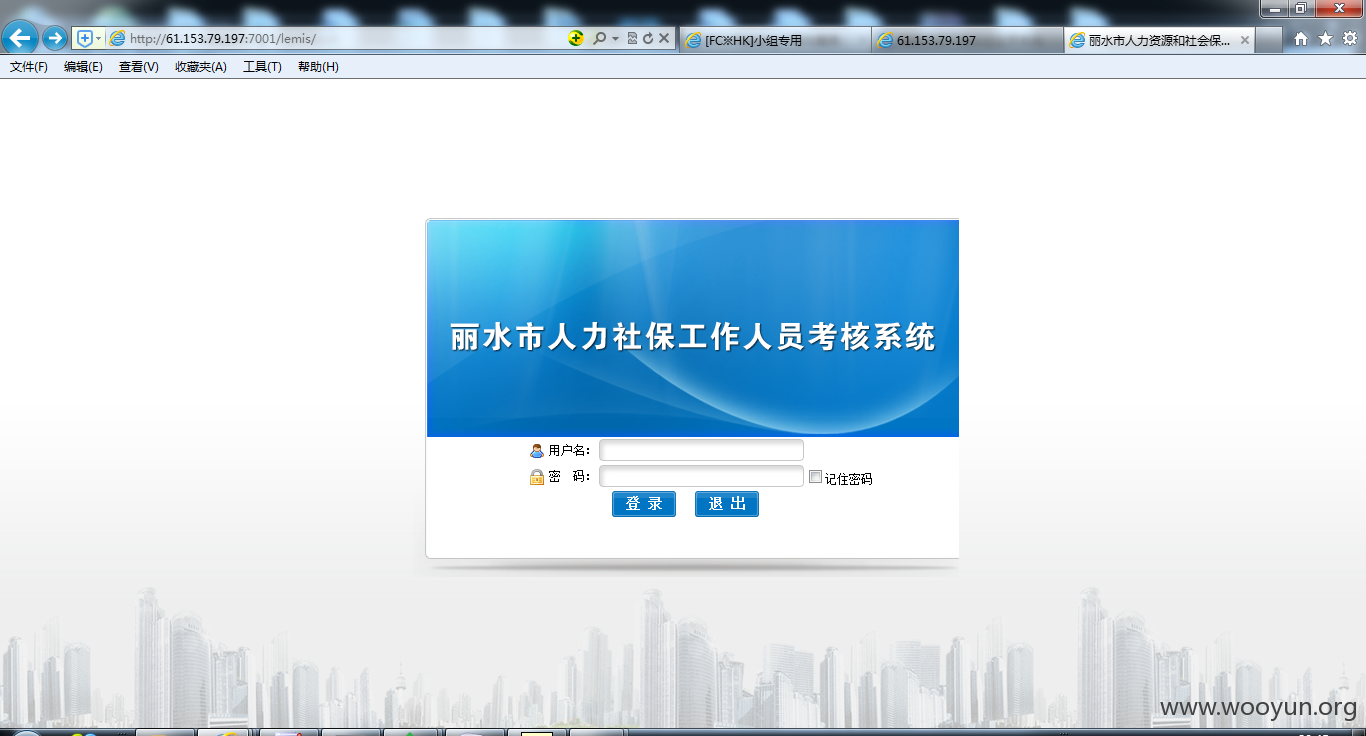 http://61.153.79.197:7001/lemis/
[FC※HK]小组专用
61.153.79.197
丽水市人力资源和社会保...
文件(F) 编辑(E) 查看(V) 收藏夹(A) 工具(T) 帮助(H)
丽水市人力社保工作人员考核系统
用户名：
密 码： 记住密码
登 录 退 出
www.wooyun.org